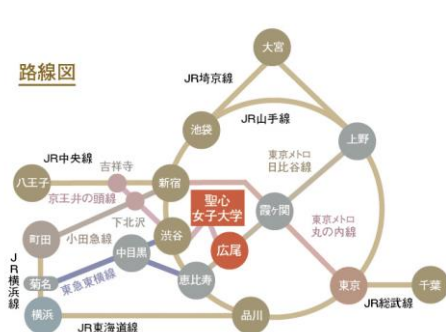 路線図
大宮
JR埼京線
池袋
JR山手線
上野
東京メトロ
日比谷線
JR中央線
吉祥寺
八王子
京王井の頭線
新宿
聖心
女子大学
霞ヶ関
下北沢
町田
小田急線
中目黒
渋谷
広尾
東京メトロ
丸の内線
JR横浜線
菊名
東急東横線
恵比寿
東京
千葉
JR総武線
横浜
JR東海道線
品川